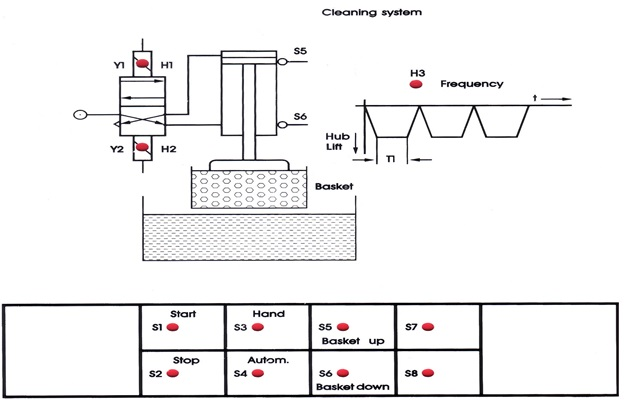 Cleaning system
S5
Y1 H1
H3
Frequency
t
S6
Hub
Lift
Y2 H2
T1
Basket
Start Hand
S1 S3 S5 S7
Basket up
Stop Autom.
S2 S4 S6 S8
Basket down